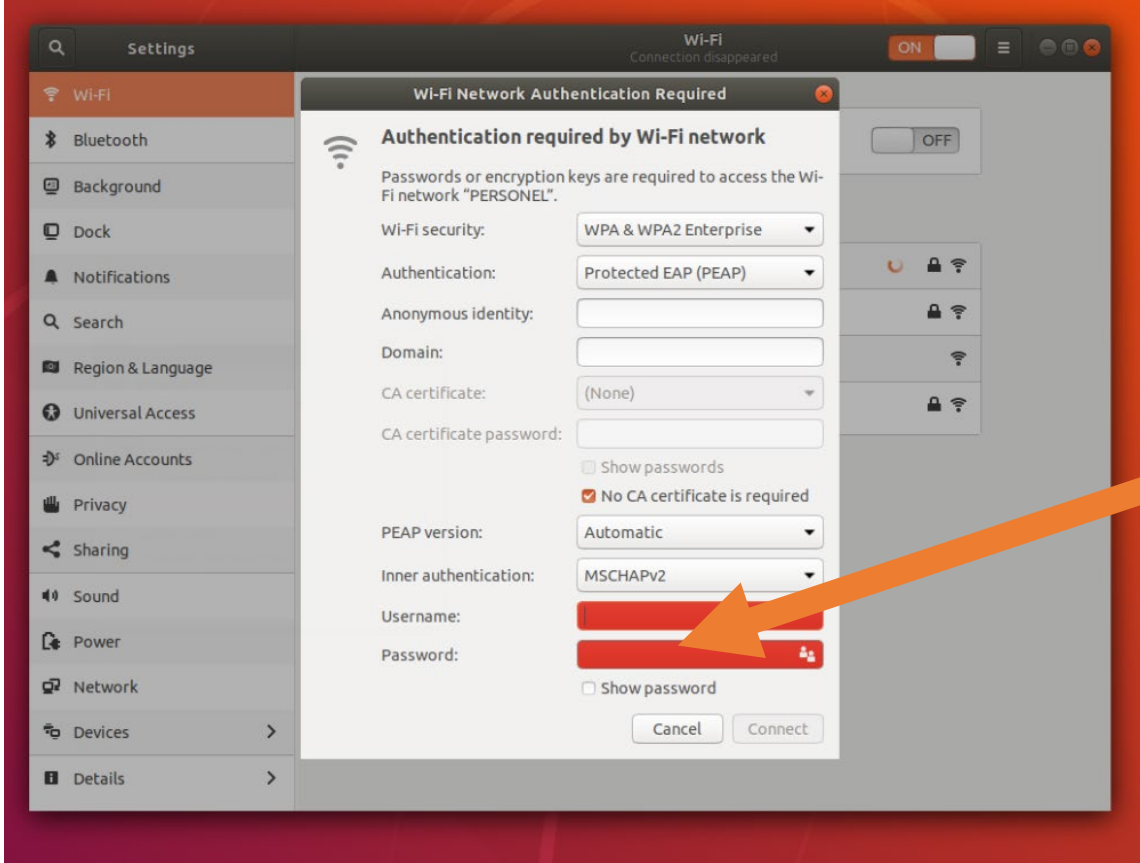 Settings
Wi-Fi
Connection disappeared
ON
Wi-Fi
Bluetooth
Background
Dock
Notifications
Search
Region & Language
Universal Access
Online Accounts
Privacy
Sharing
Sound
Power
Network
Devices
Details
OFF
Wi-Fi Network Authentication Required
Authentication required by Wi-Fi network
Passwords or encryption keys are required to access the Wi-
Fi network “PERSONEL”.
Wi-Fi security: WPA & WPA2 Enterprise
Authentication: Protected EAP (PEAP)
Anonymous identity:
Domain:
CA certificate: (None)
CA certificate password:
Show passwords
No CA certificate is required
PEAP version: Automatic
Inner authentication: MSCHAPv2
Username:
Password:
Show password
Cancel Connect